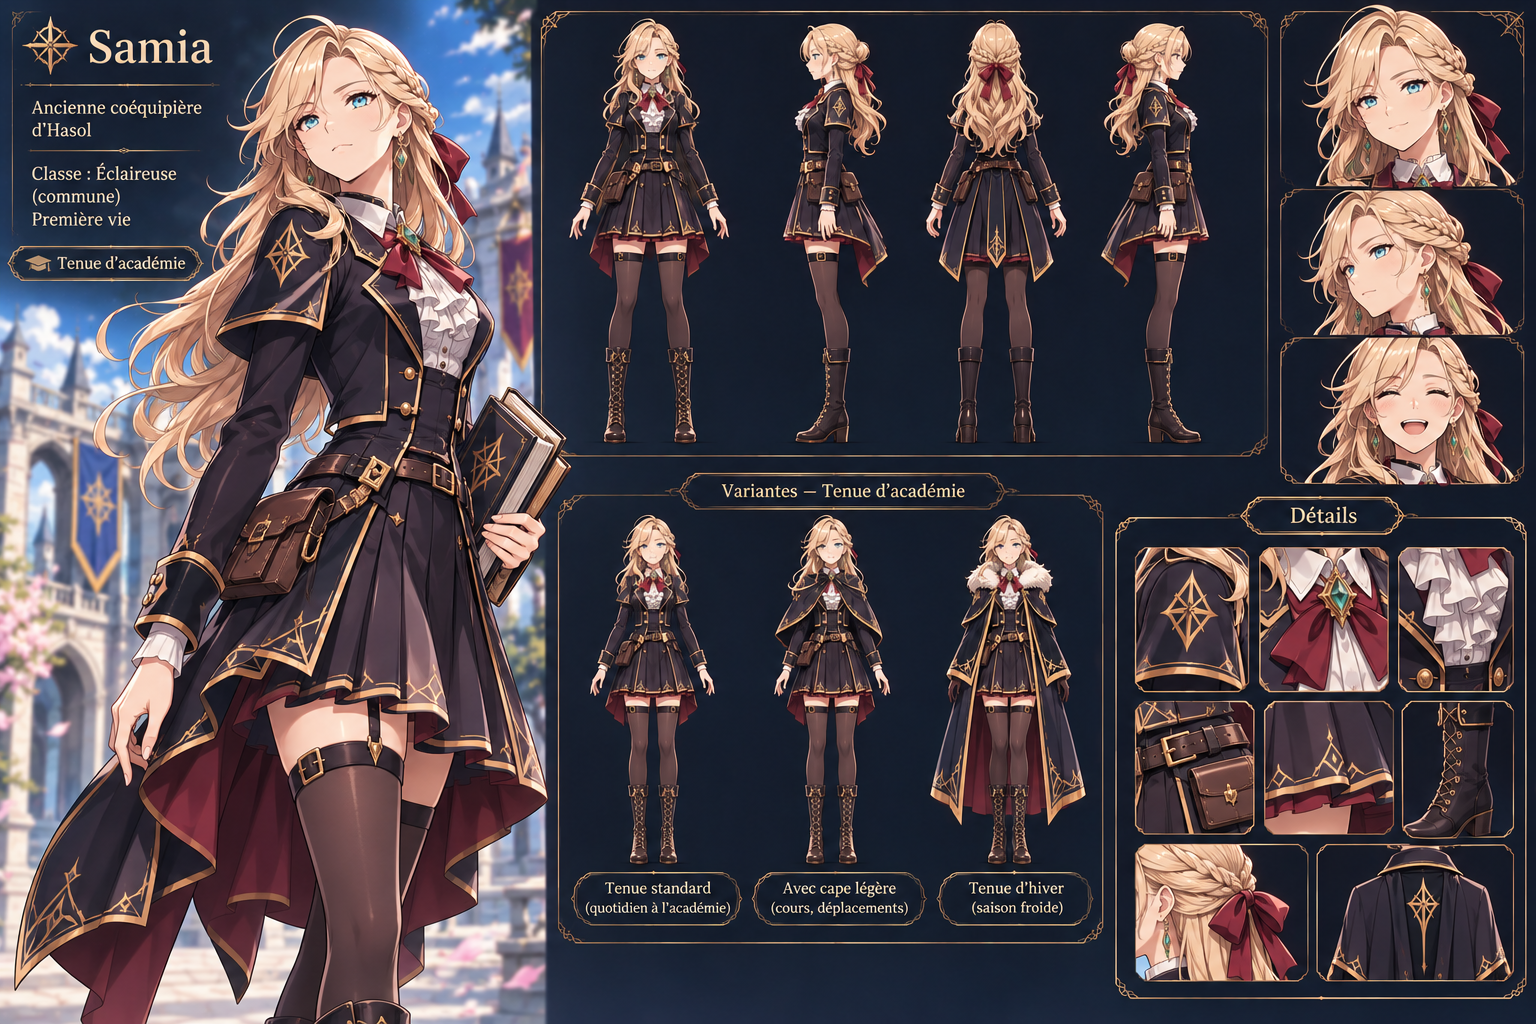 Samia
Ancienne coéquipière
d'Hasol
Classe : Éclaireuse
(commune)
Première vie
Tenue d'académie
Variantes – Tenue d'académie
Tenue standard
(quotidien à l'académie)
Avec cape légère
(cours, déplacements)
Tenue d'hiver
(saison froide)
Détails